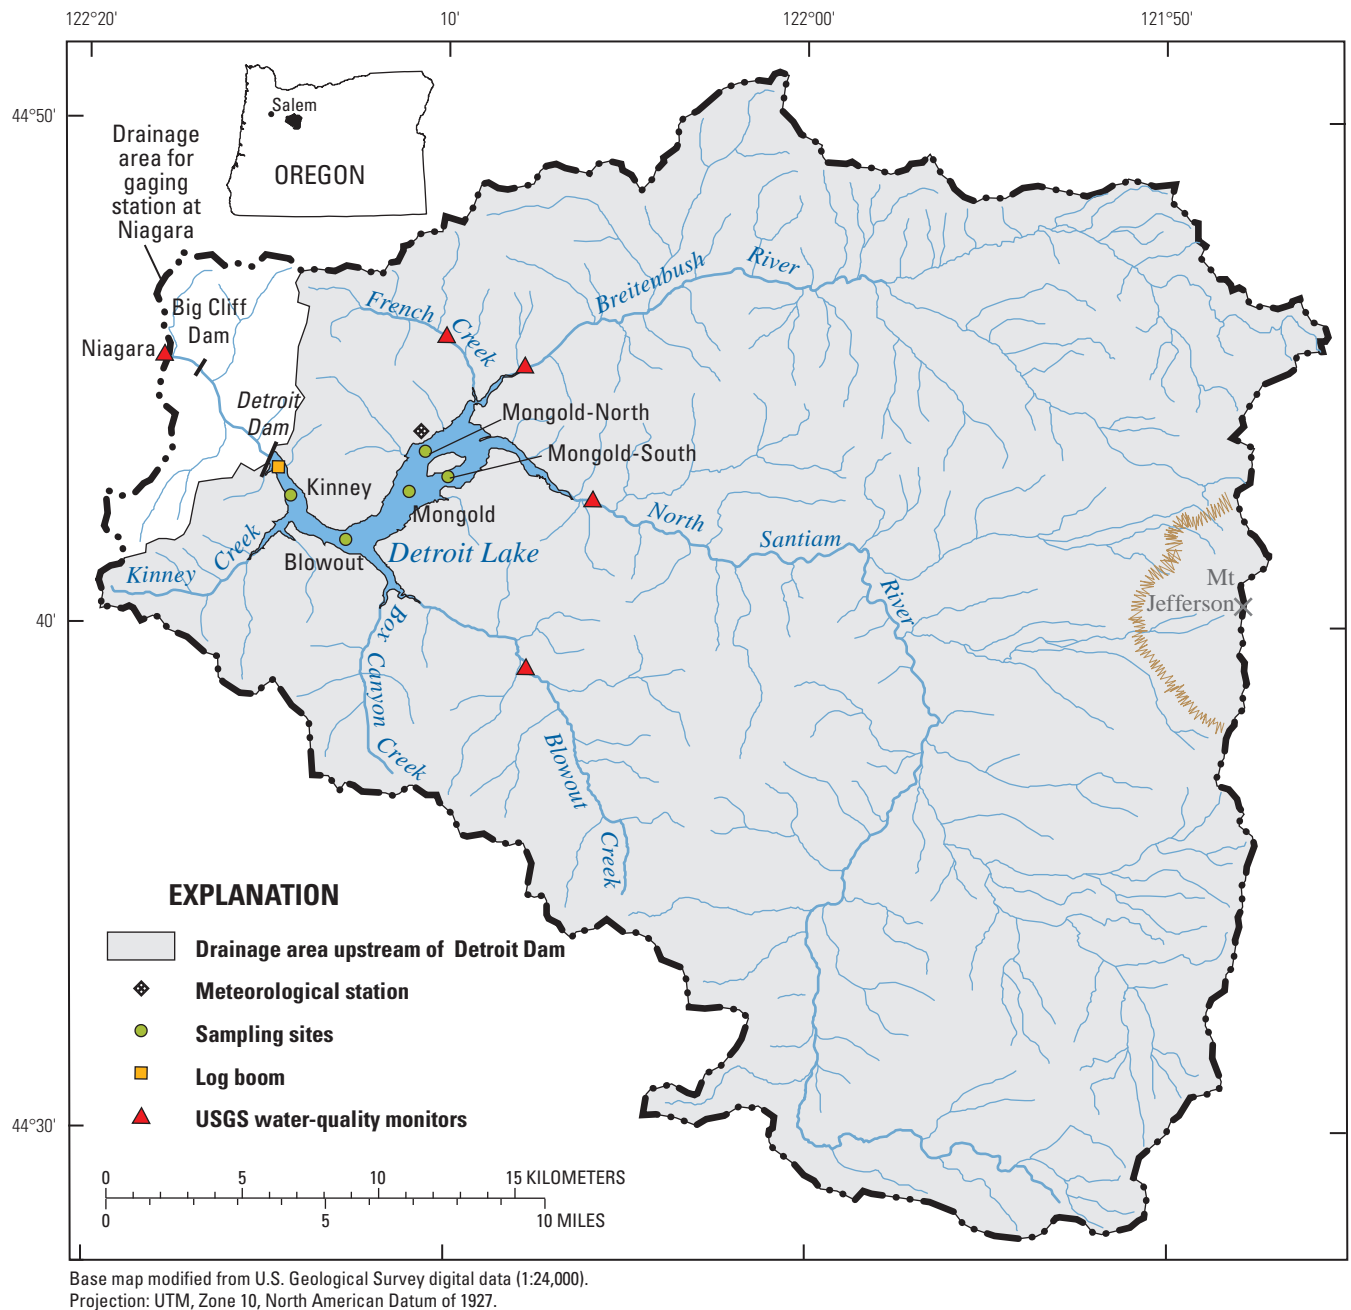 122°20'
10'
122°00'
121°50'
44°50'
Salem
OREGON
Drainage
area for
gaging
station at
Niagara
Big Cliff
Dam
Niagara
Detroit
Dam
French
Creek
Breitenbush
River
Mongold-North
Mongold-South
Kinney
Mongold
Blowout
Detroit Lake
Kinney
Creek
North
Santiam
River
Mt
Jefferson
40'
Box
Canyon
Creek
Blowout
Creek
EXPLANATION
Drainage area upstream of Detroit Dam
Meteorological station
Sampling sites
Log boom
USGS water-quality monitors
44°30'
0
5
10
15 KILOMETERS
0
5
10 MILES
Base map modified from U.S. Geological Survey digital data (1:24,000).
Projection: UTM, Zone 10, North American Datum of 1927.